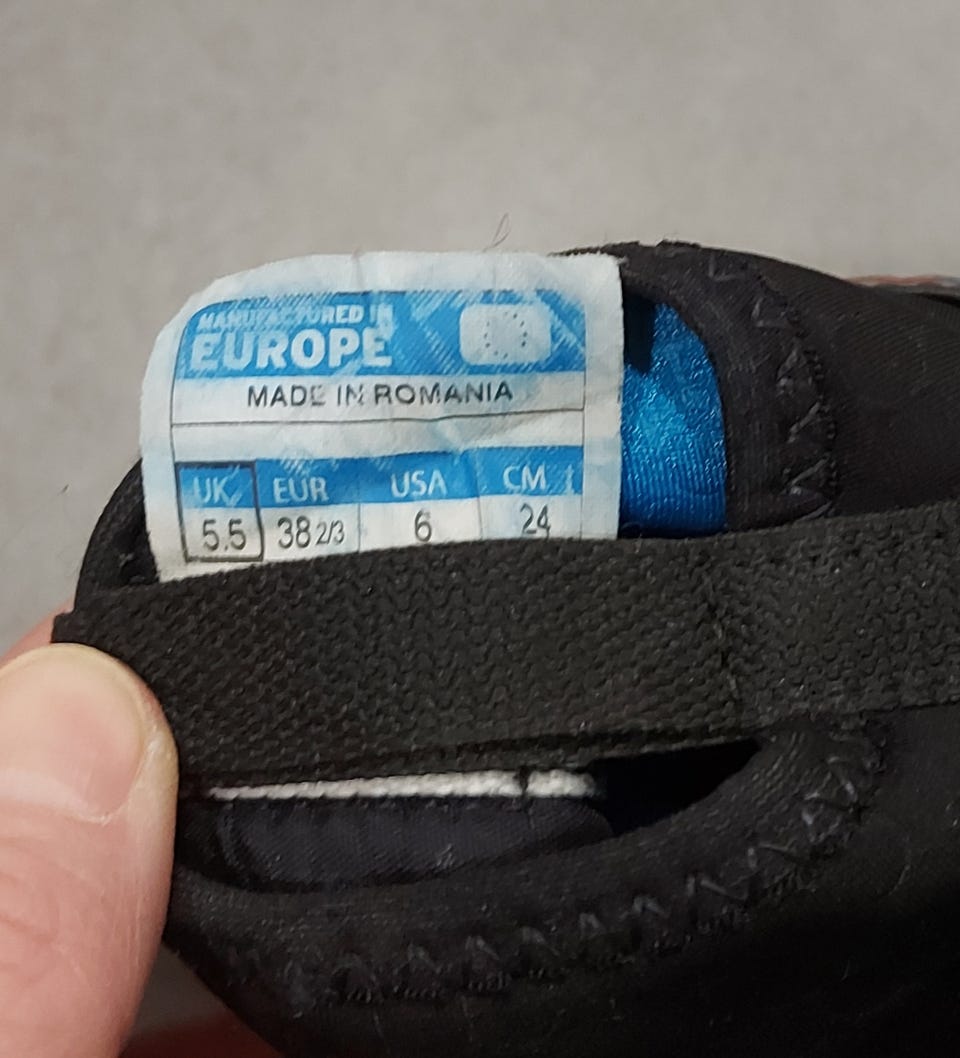 MANUFACTURED IN
EUROPE
MADE IN ROMANIA
UK EUR USA CM
5.5 38 2/3 6 24